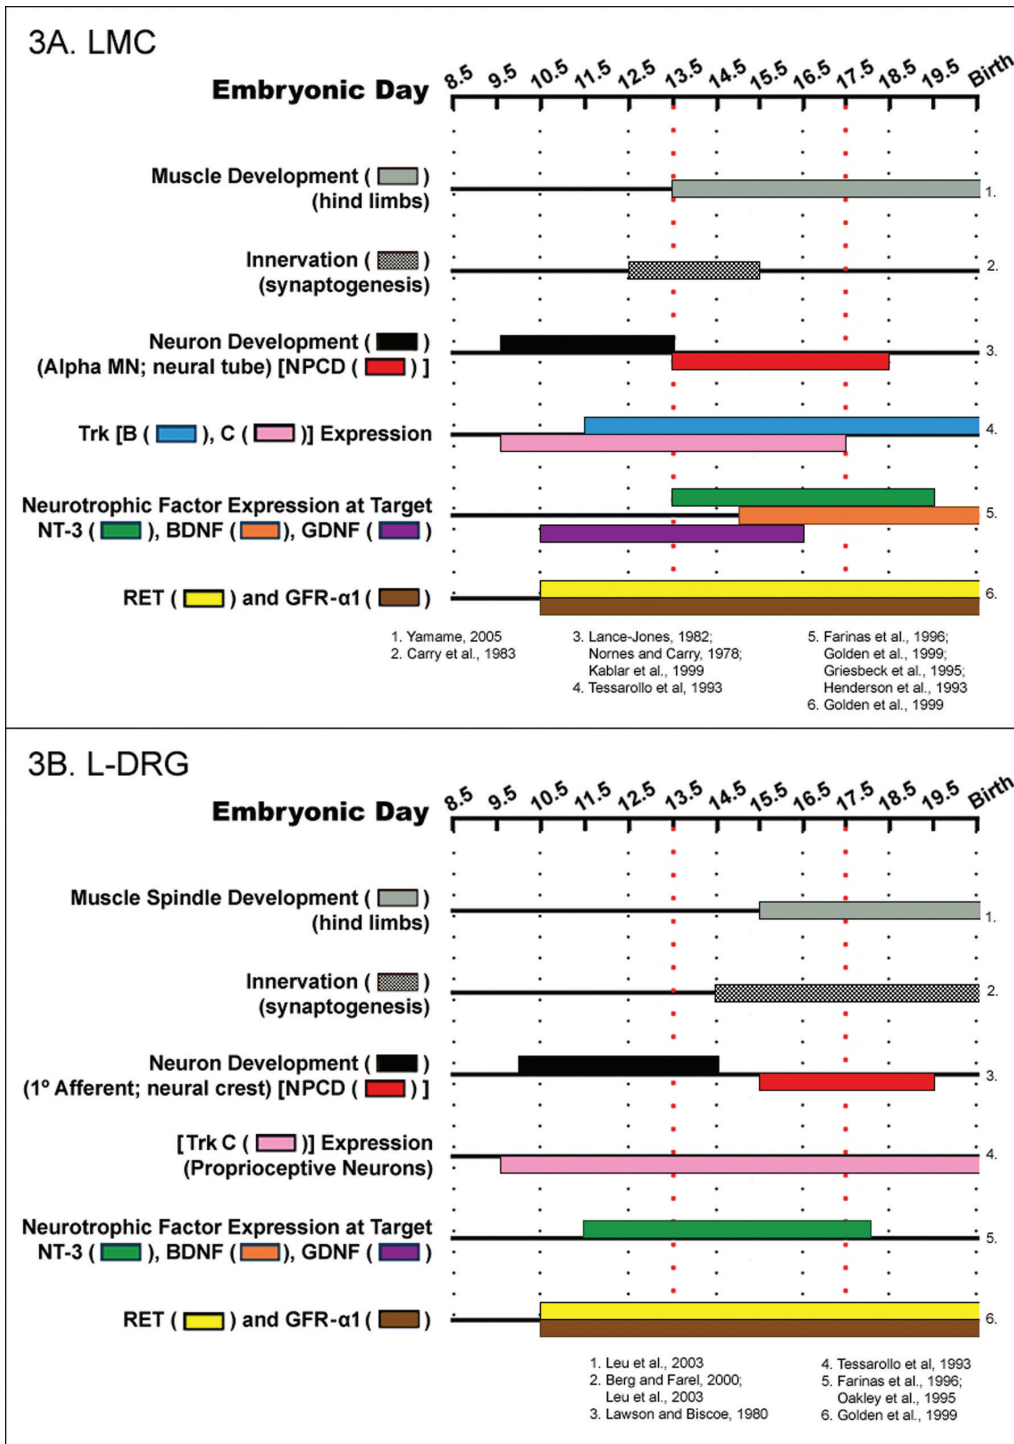 3A. LMC
Embryonic Day
8.5 9.5 10.5 11.5 12.5 13.5 14.5 15.5 16.5 17.5 18.5 19.5 Birth
Muscle Development ( )
(hind limbs)
1.
Innervation ( )
(synaptogenesis)
2.
Neuron Development ( )
(Alpha MN; neural tube) [NPCD ( ) ]
3.
Trk [B ( ), C ( )] Expression
4.
Neurotrophic Factor Expression at Target
NT-3 ( ), BDNF ( ), GDNF ( )
5.
RET ( ) and GFR-α1 ( )
6.
1. Yamame, 2005
2. Carry et al., 1983
3. Lance-Jones, 1982;
Nornes and Carry, 1978;
Kablar et al., 1999
4. Tessarollo et al, 1993
5. Farinas et al., 1996;
Golden et al., 1999;
Griesbeck et al., 1995;
Henderson et al., 1993
6. Golden et al., 1999
3B. L-DRG
Embryonic Day
8.5 9.5 10.5 11.5 12.5 13.5 14.5 15.5 16.5 17.5 18.5 19.5 Birth
Muscle Spindle Development ( )
(hind limbs)
1.
Innervation ( )
(synaptogenesis)
2.
Neuron Development ( )
(1º Afferent; neural crest) [NPCD ( ) ]
3.
[Trk C ( )] Expression
(Proprioceptive Neurons)
4.
Neurotrophic Factor Expression at Target
NT-3 ( ), BDNF ( ), GDNF ( )
5.
RET ( ) and GFR-α1 ( )
6.
1. Leu et al., 2003
2. Berg and Farel, 2000;
Leu et al., 2003
3. Lawson and Biscoe, 1980
4. Tessarollo et al, 1993
5. Farinas et al., 1996;
Oakley et al., 1995
6. Golden et al., 1999